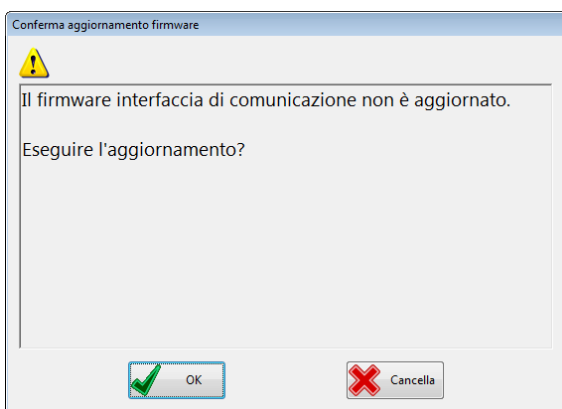 Conferma aggiornamento firmware
Il firmware interfaccia di comunicazione non è aggiornato.
Eseguire l'aggiornamento?
OK
Cancella